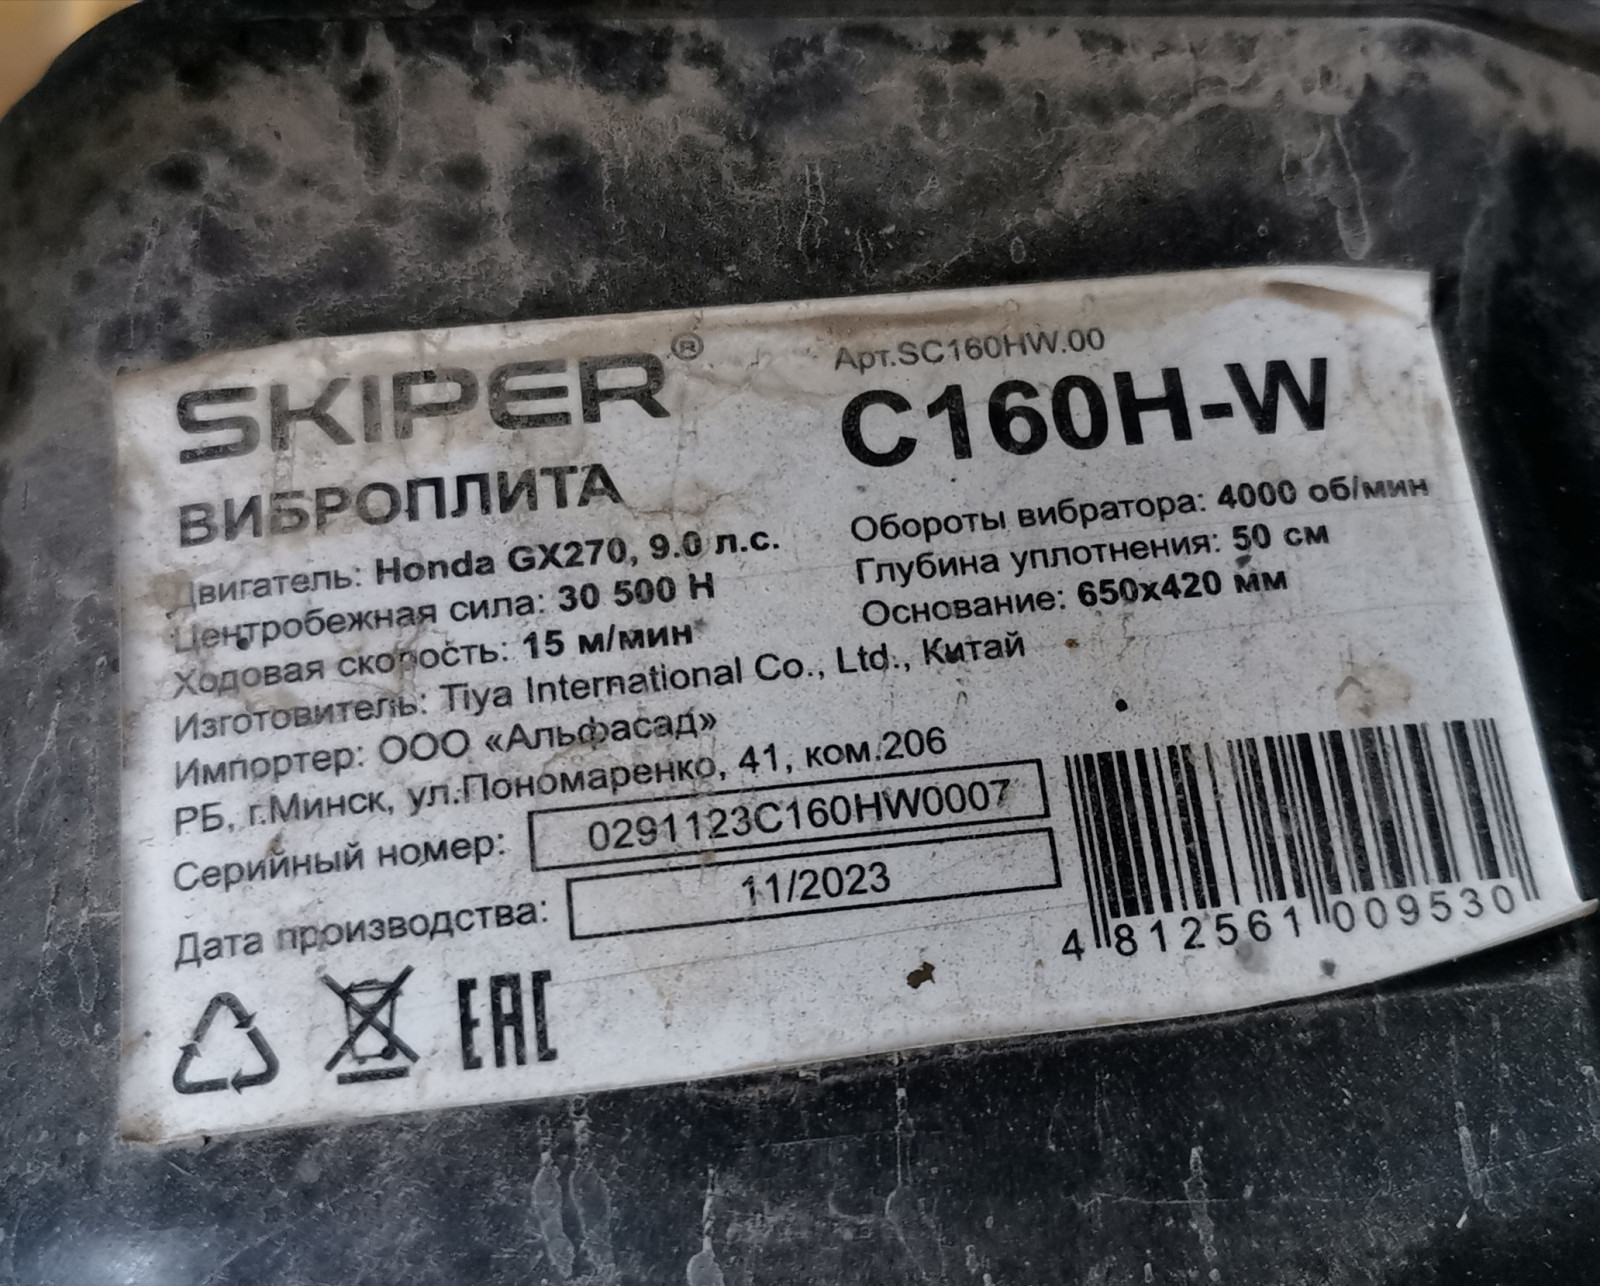 SKIPER®
ВИБРОПЛИТА
Арт.SC160HW.00
C160H-W
Двигатель: Honda GX270, 9.0 л.с.
Центробежная сила: 30 500 Н
Ходовая скорость: 15 м/мин
Обороты вибратора: 4000 об/мин
Глубина уплотнения: 50 см
Основание: 650х420 мм
Изготовитель: Tiya International Co., Ltd., Китай
Импортер: ООО «Альфасад»
РБ, г.Минск, ул.Пономаренко, 41, ком.206
Серийный номер: 0291123C160HW0007
Дата производства: 11/2023
EAC
4 812561 009530